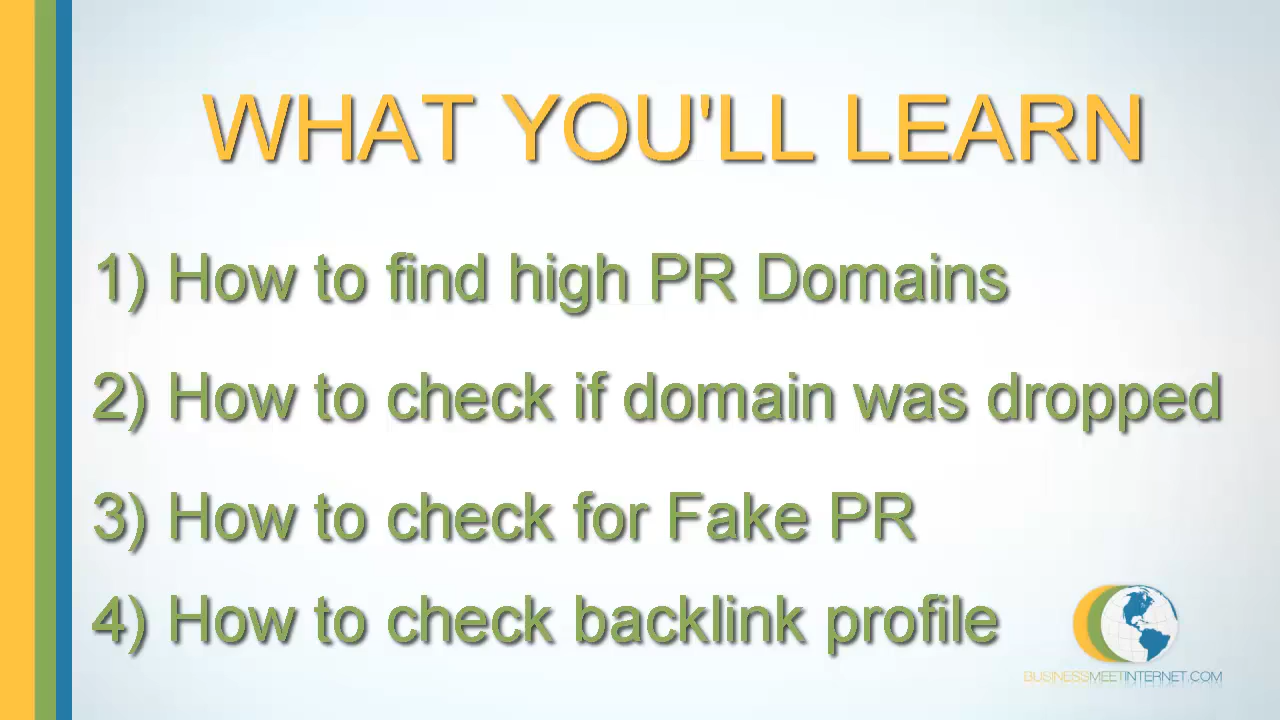 WHAT YOU'LL LEARN
1) How to find high PR Domains
2) How to check if domain was dropped
3) How to check for Fake PR
4) How to check backlink profile
BUSINESSMEETINTERNET.COM